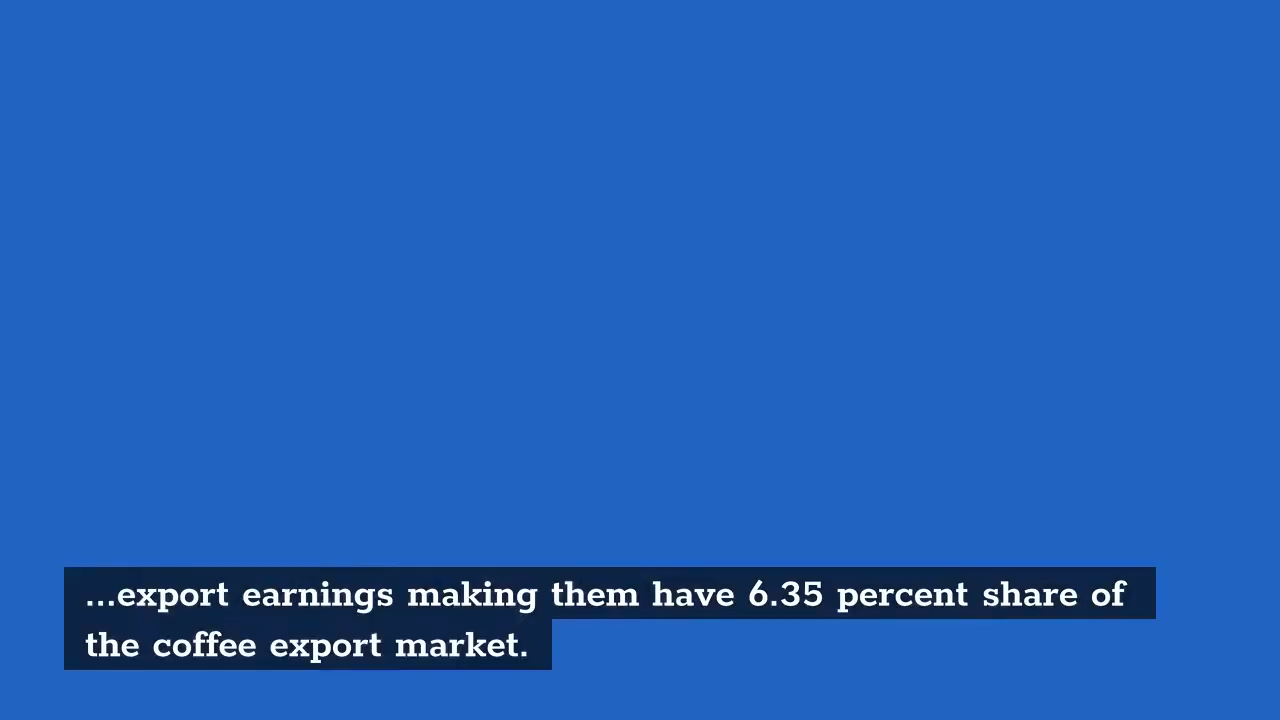 ...export earnings making them have 6.35 percent share of
the coffee export market.